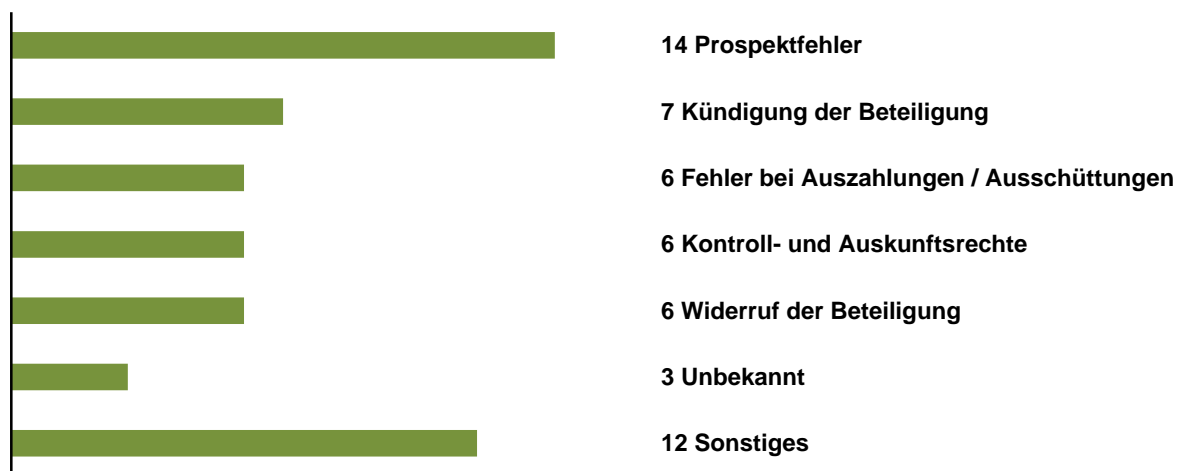 14 Prospektfehler
7 Kündigung der Beteiligung
6 Fehler bei Auszahlungen / Ausschüttungen
6 Kontroll- und Auskunftsrechte
6 Widerruf der Beteiligung
3 Unbekannt
12 Sonstiges